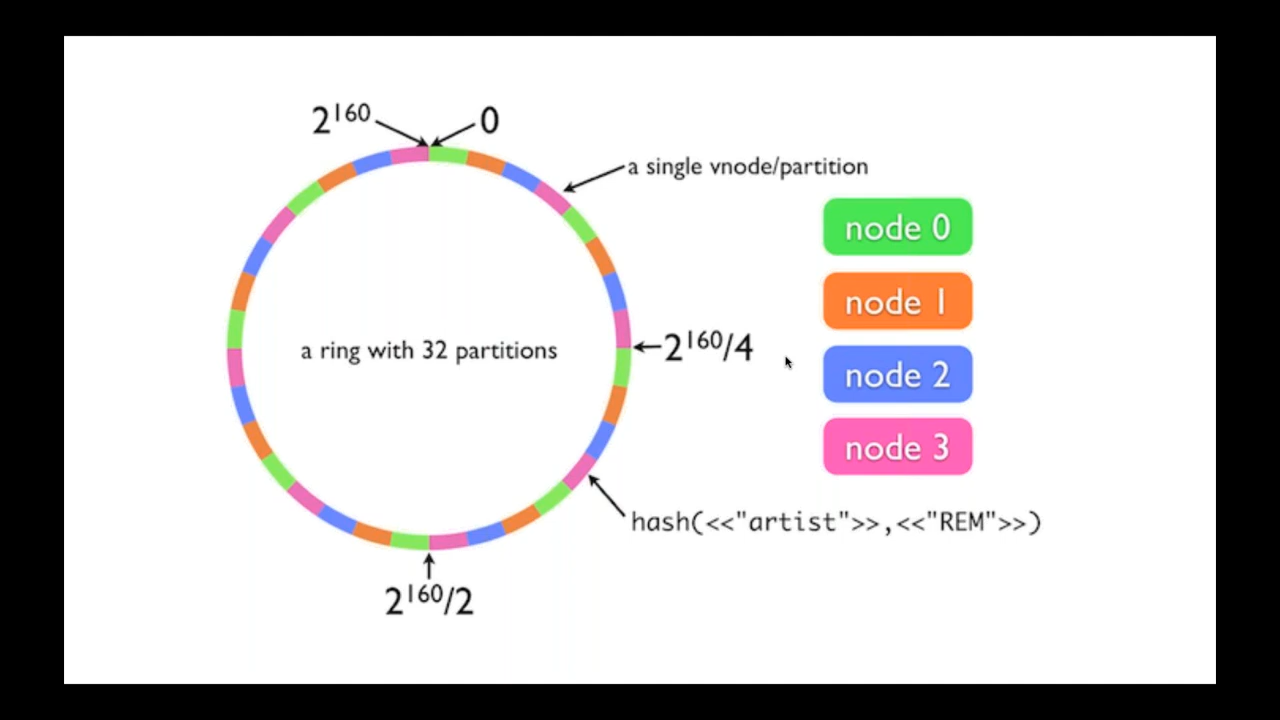 2¹⁶⁰
0
a single vnode/partition
node 0
node 1
a ring with 32 partitions
2¹⁶⁰/4
node 2
node 3
hash(<<"artist">>,<<"REM">>)
2¹⁶⁰/2